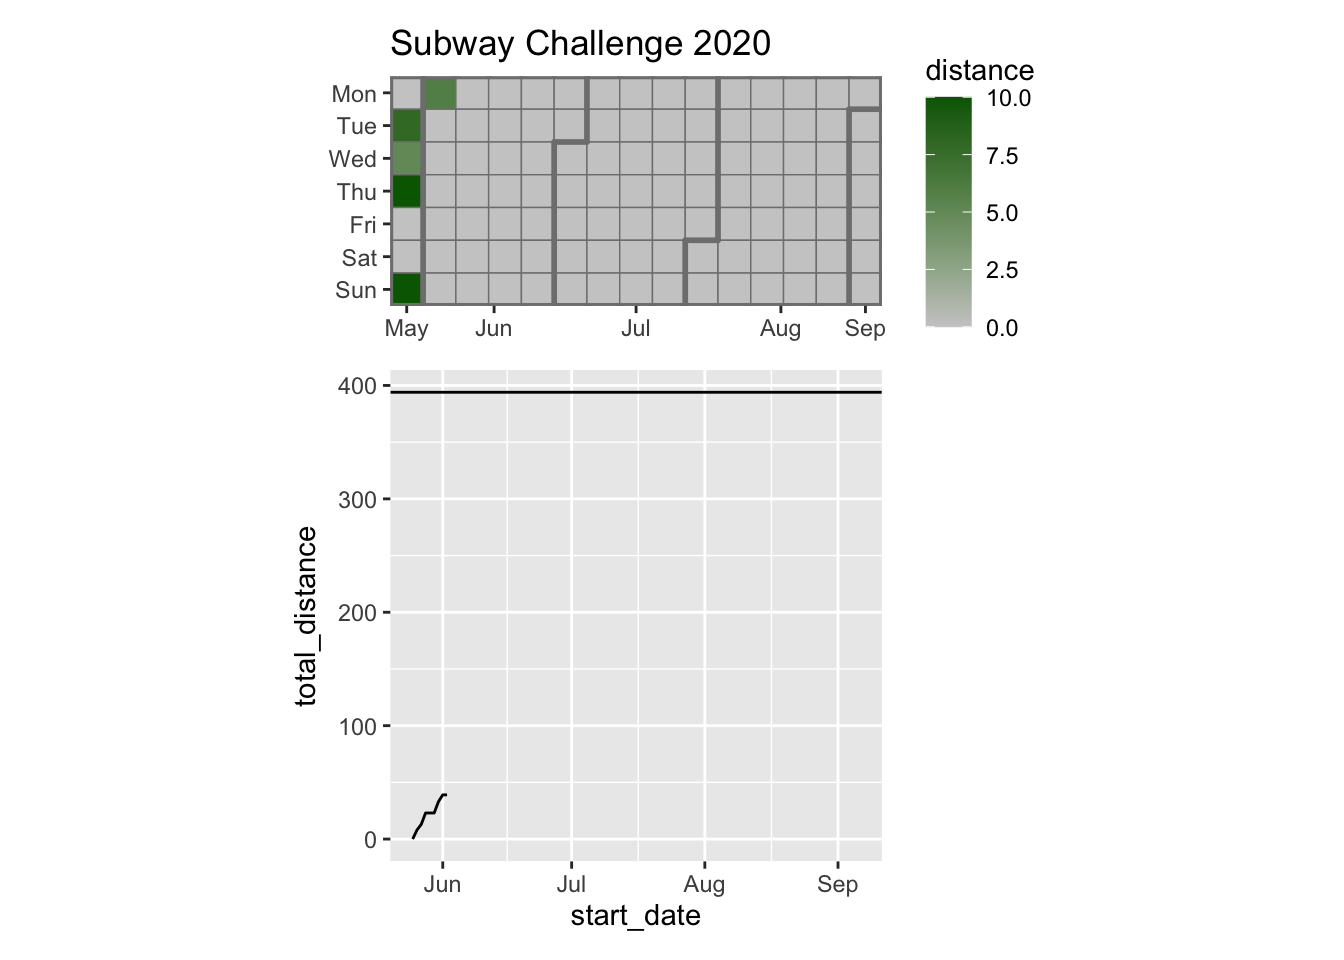 Subway Challenge 2020
Mon
Tue
Wed
Thu
Fri
Sat
Sun
May Jun Jul Aug Sep
distance
10.0
7.5
5.0
2.5
0.0
total_distance
400
300
200
100
0
Jun Jul Aug Sep
start_date